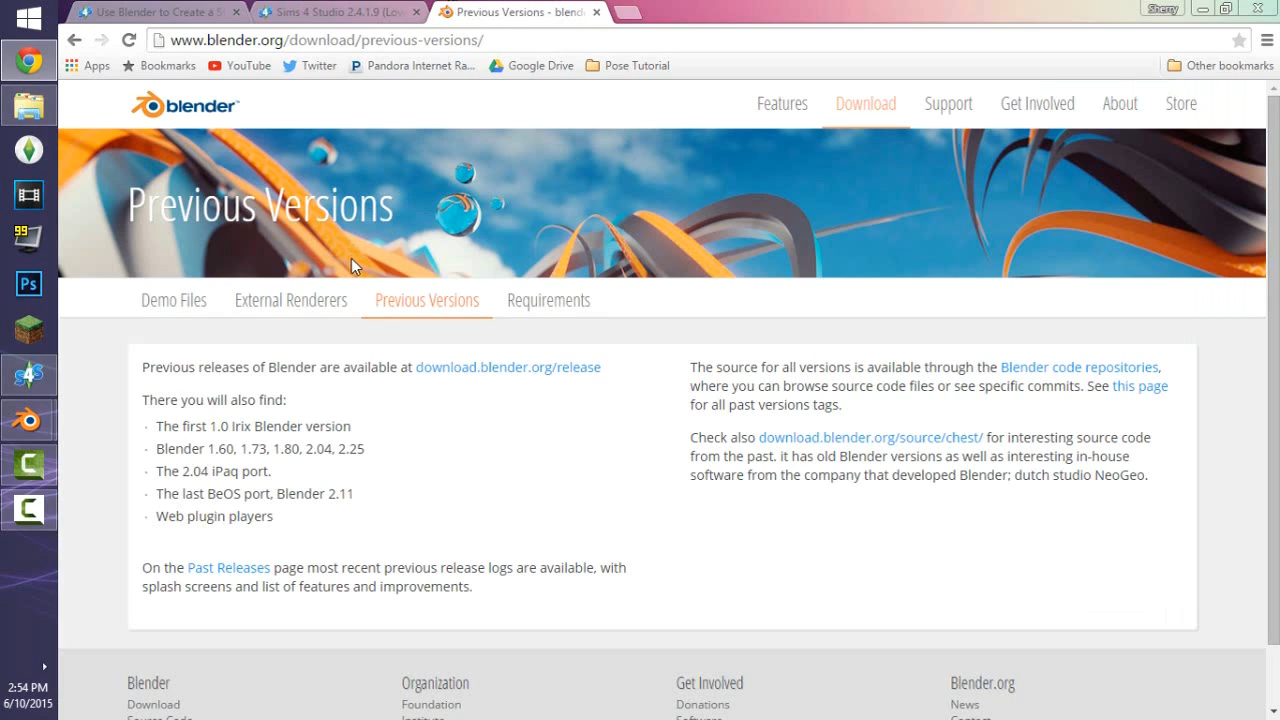 Use Blender to Create a S
Sims 4 Studio 2.4.1.9 (Lov
Previous Versions - blend
Sherry
www.blender.org/download/previous-versions/
Apps
Bookmarks
YouTube
Twitter
Pandora Internet Ra...
Google Drive
Pose Tutorial
Other bookmarks
blender
Features
Download
Support
Get Involved
About
Store
Previous Versions
Demo Files
External Renderers
Previous Versions
Requirements
Previous releases of Blender are available at download.blender.org/release
There you will also find:
· The first 1.0 Irix Blender version
· Blender 1.60, 1.73, 1.80, 2.04, 2.25
· The 2.04 iPaq port.
· The last BeOS port, Blender 2.11
· Web plugin players
On the Past Releases page most recent previous release logs are available, with
splash screens and list of features and improvements.
The source for all versions is available through the Blender code repositories,
where you can browse source code files or see specific commits. See this page
for all past versions tags.
Check also download.blender.org/source/chest/ for interesting source code
from the past. it has old Blender versions as well as interesting in-house
software from the company that developed Blender; dutch studio NeoGeo.
Blender
Download
Organization
Foundation
Get Involved
Donations
Blender.org
News
99
Ps
S4S
C
C
2:54 PM
6/10/2015